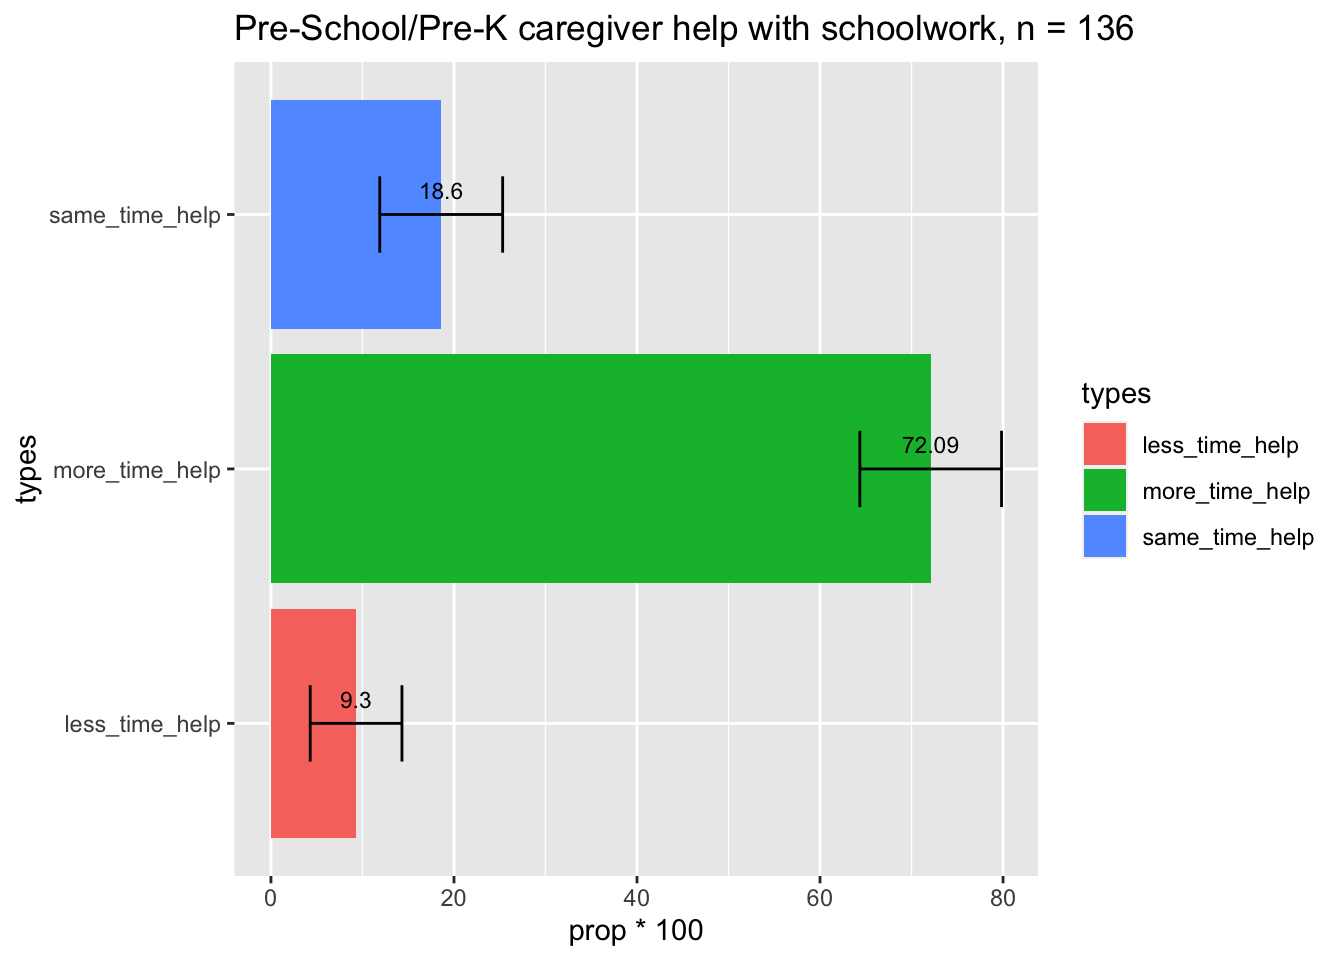 Pre-School/Pre-K caregiver help with schoolwork, n = 136
types
same_time_help
more_time_help
less_time_help
18.6
72.09
9.3
0 20 40 60 80
prop * 100
types
less_time_help
more_time_help
same_time_help